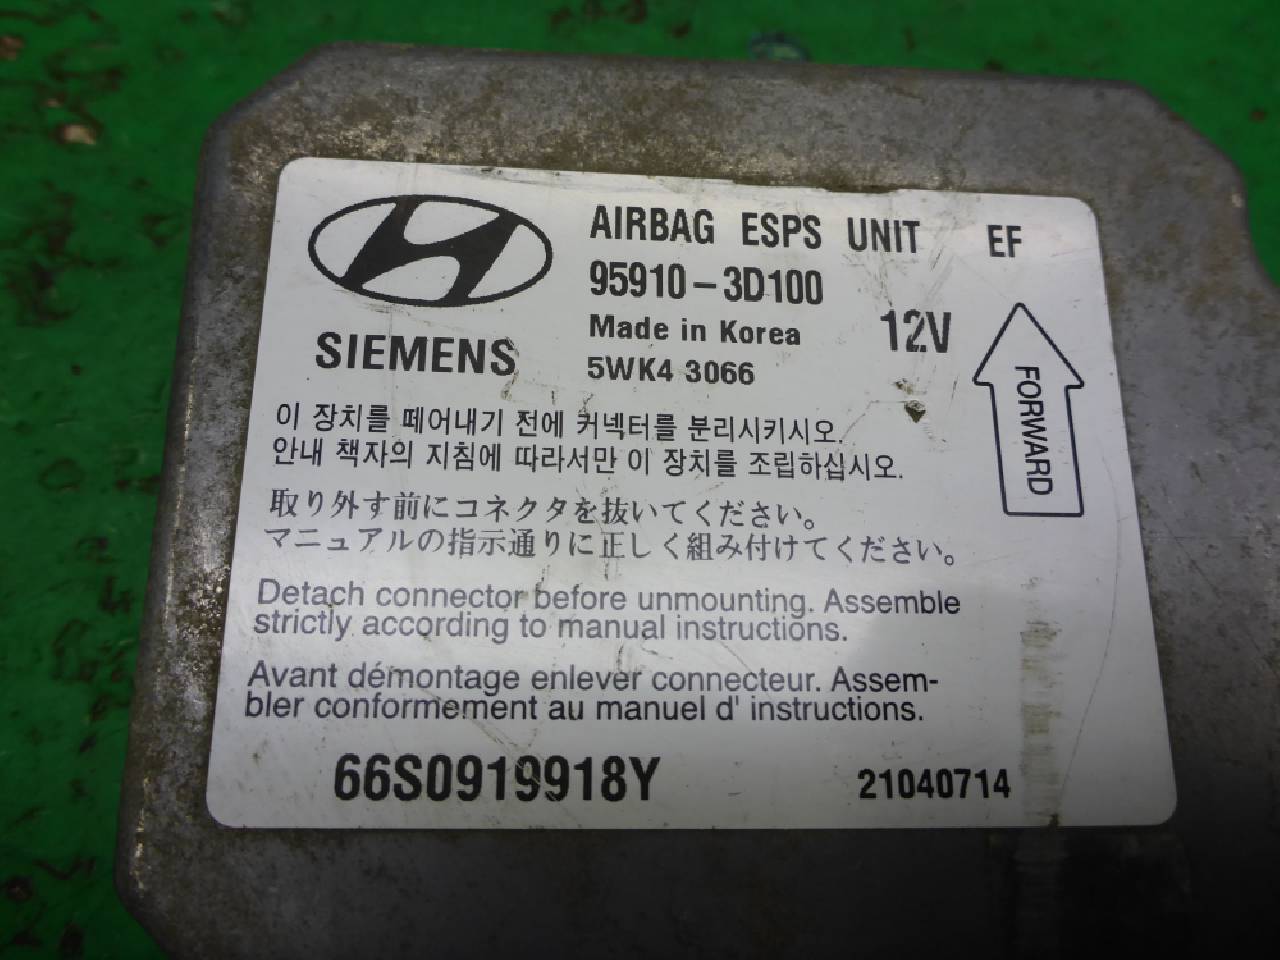 AIRBAG ESPS UNIT EF
95910-3D100
Made in Korea
12V
SIEMENS
5WK4 3066
FORWARD
이 장치를 떼어내기 전에 커넥터를 분리시키시오.
안내 책자의 지침에 따라서만 이 장치를 조립하십시오.
取り外す前にコネクタを抜いてください。
マニュアルの指示通りに正しく組み付けてください。
Detach connector before unmounting. Assemble
strictly according to manual instructions.
Avant démontage enlever connecteur. Assem-
bler conformement au manuel d' instructions.
66S0919918Y
21040714